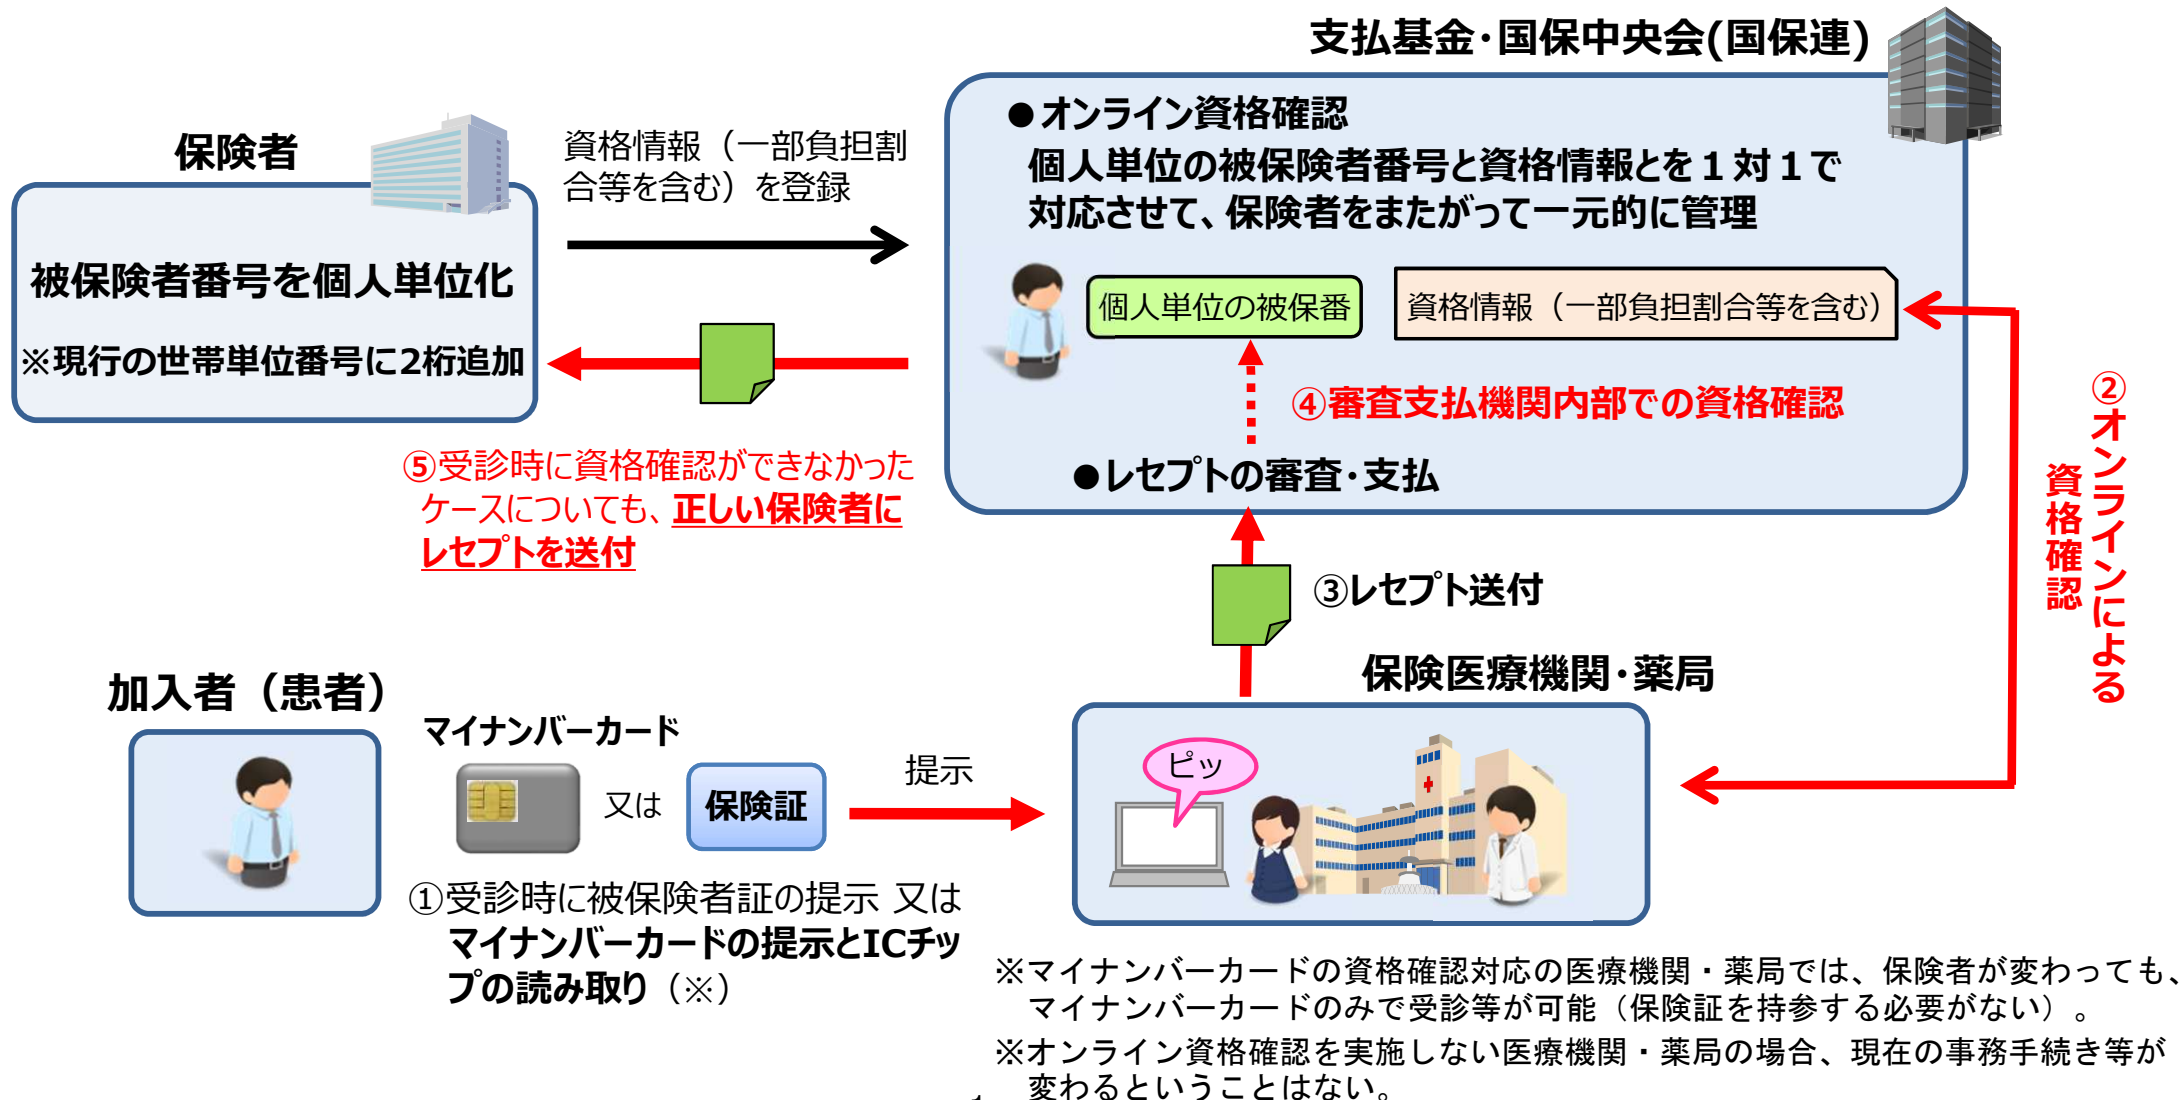 支払基金・国保中央会(国保連)
●オンライン資格確認
個人単位の被保険者番号と資格情報とを１対１で
対応させて、保険者をまたがって一元的に管理
個人単位の被保番
資格情報（一部負担割合等を含む）
④審査支払機関内部での資格確認
●レセプトの審査・支払
保険者
被保険者番号を個人単位化
※現行の世帯単位番号に2桁追加
資格情報（一部負担割
合等を含む）を登録
⑤受診時に資格確認ができなかった
ケースについても、正しい保険者に
レセプトを送付
②オンラインによる
資格確認
③レセプト送付
保険医療機関・薬局
ピッ
加入者（患者）
マイナンバーカード
又は
保険証
提示
①受診時に被保険者証の提示 又は
マイナンバーカードの提示とICチッ
プの読み取り（※）
※マイナンバーカードの資格確認対応の医療機関・薬局では、保険者が変わっても、
マイナンバーカードのみで受診等が可能（保険証を持参する必要がない）。
※オンライン資格確認を実施しない医療機関・薬局の場合、現在の事務手続き等が
変わるということはない。